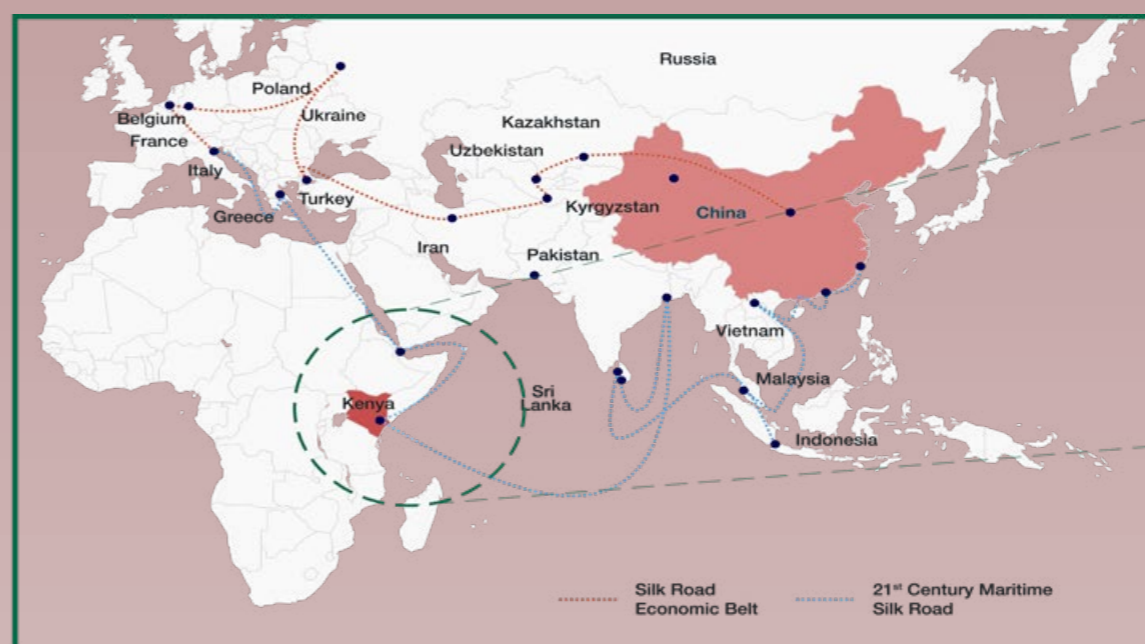 Russia
Poland
Belgium
Ukraine
France
Kazakhstan
Uzbekistan
Italy
Turkey
Kyrgyzstan
China
Greece
Iran
Pakistan
Vietnam
Malaysia
Sri
Lanka
Kenya
Indonesia
Silk Road
Economic Belt
21st Century Maritime
Silk Road